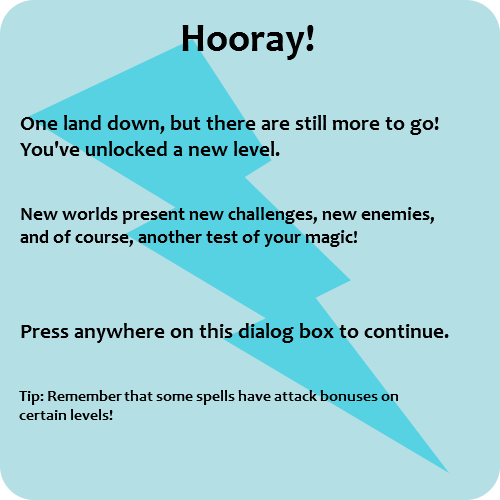 Hooray!
One land down, but there are still more to go!
You've unlocked a new level.
New worlds present new challenges, new enemies,
and of course, another test of your magic!
Press anywhere on this dialog box to continue.
Tip: Remember that some spells have attack bonuses on
certain levels!